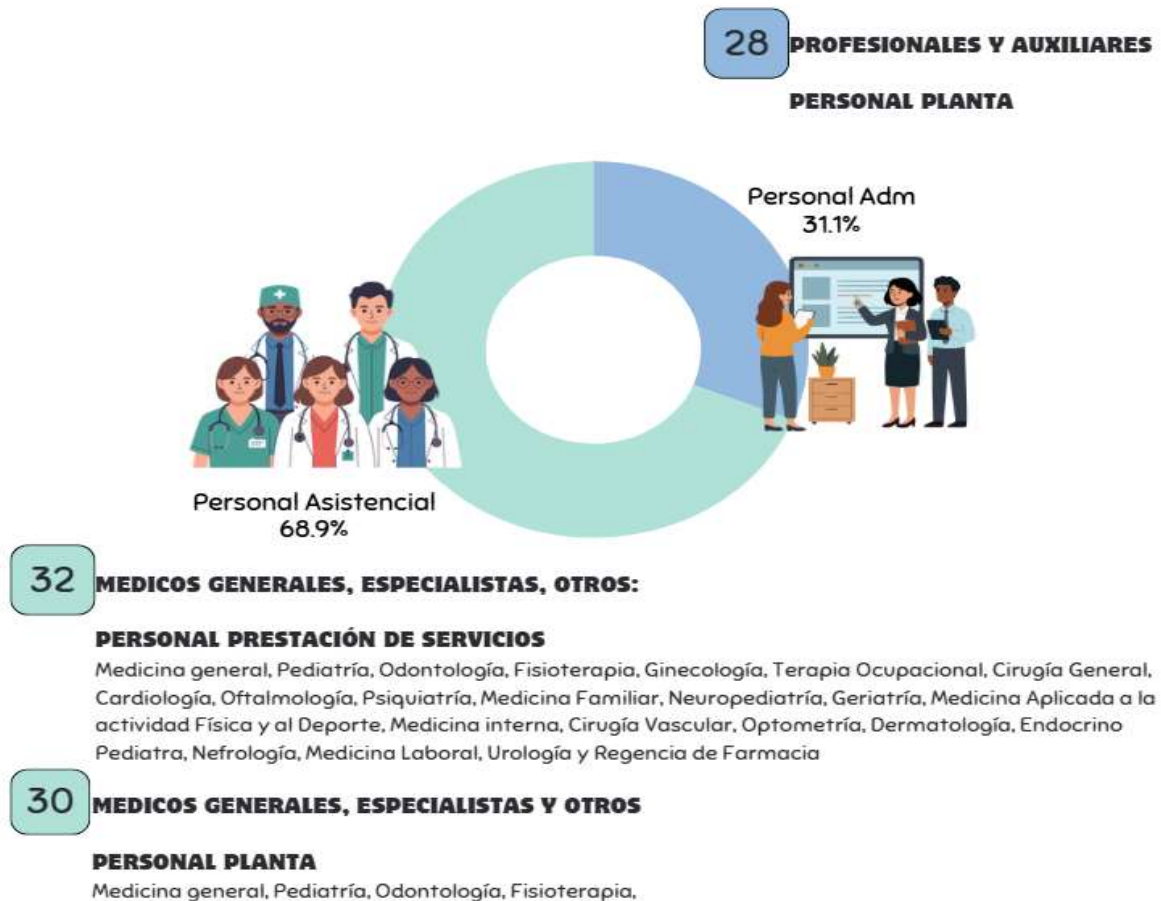 28 PROFESIONALES Y AUXILIARES
PERSONAL PLANTA
Personal Adm
31.1%
Personal Asistencial
68.9%
32 MEDICOS GENERALES, ESPECIALISTAS, OTROS:
PERSONAL PRESTACIÓN DE SERVICIOS
Medicina general, Pediatría, Odontología, Fisioterapia, Ginecología, Terapia Ocupacional, Cirugía General,
Cardiología, Oftalmología, Psiquiatría, Medicina Familiar, Neuropediatría, Geriatría, Medicina Aplicada a la
actividad Física y al Deporte, Medicina interna, Cirugía Vascular, Optometría, Dermatología, Endocrino
Pediatra, Nefrología, Medicina Laboral, Urología y Regencia de Farmacia
30 MEDICOS GENERALES, ESPECIALISTAS Y OTROS
PERSONAL PLANTA
Medicina general, Pediatría, Odontología, Fisioterapia,